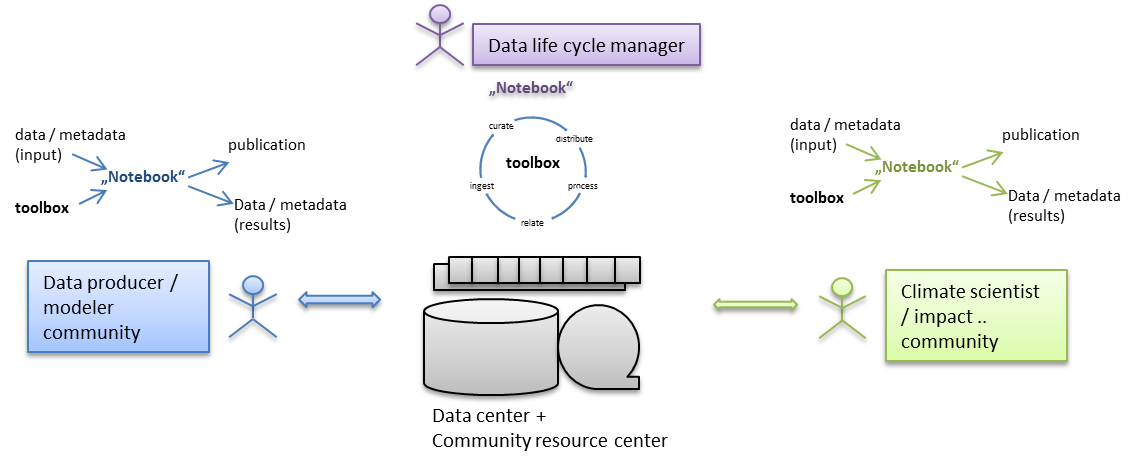 Data life cycle manager
„Notebook“
curate
distribute
toolbox
ingest
process
relate
data / metadata
(input)
publication
„Notebook“
toolbox
Data / metadata
(results)
data / metadata
(input)
publication
„Notebook“
toolbox
Data / metadata
(results)
Data producer /
modeler
community
Climate scientist
/ impact ..
community
Data center +
Community resource center